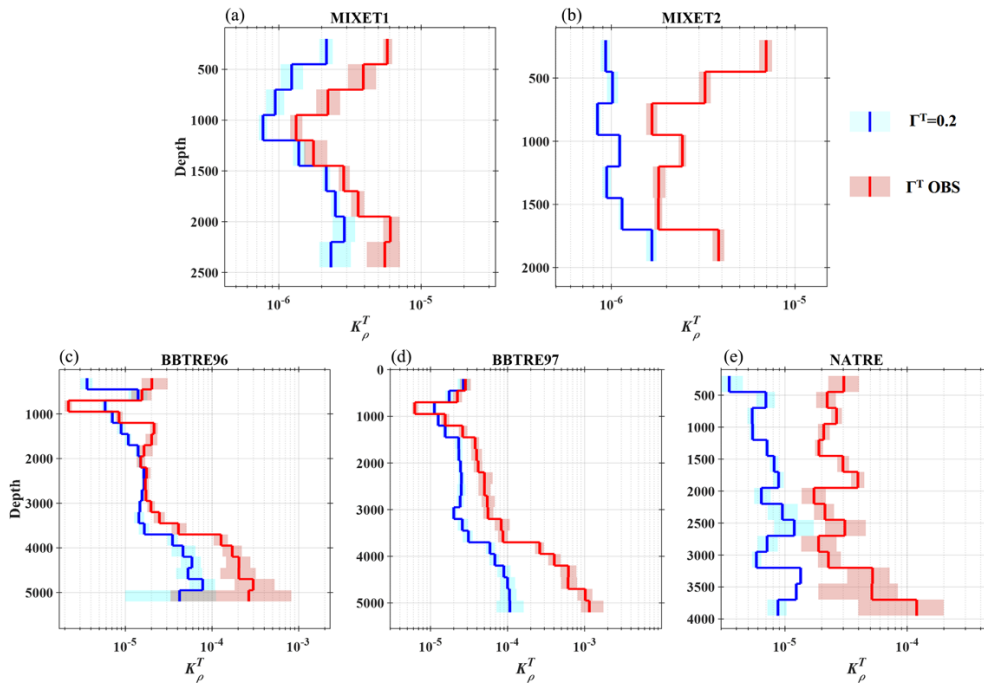 (a) MIXET1
(b) MIXET2
500
1000
1500
2000
2500
Depth
10⁻⁶
10⁻⁵
K_ρ^T
500
1000
1500
2000
10⁻⁶
10⁻⁵
K_ρ^T
Γ^T=0.2
Γ^T OBS
(c) BBTRE96
(d) BBTRE97
(e) NATRE
1000
2000
3000
4000
5000
Depth
10⁻⁵
10⁻⁴
10⁻³
K_ρ^T
0
1000
2000
3000
4000
5000
10⁻⁵
10⁻⁴
10⁻³
K_ρ^T
500
1000
1500
2000
2500
3000
3500
4000
10⁻⁵
10⁻⁴
K_ρ^T